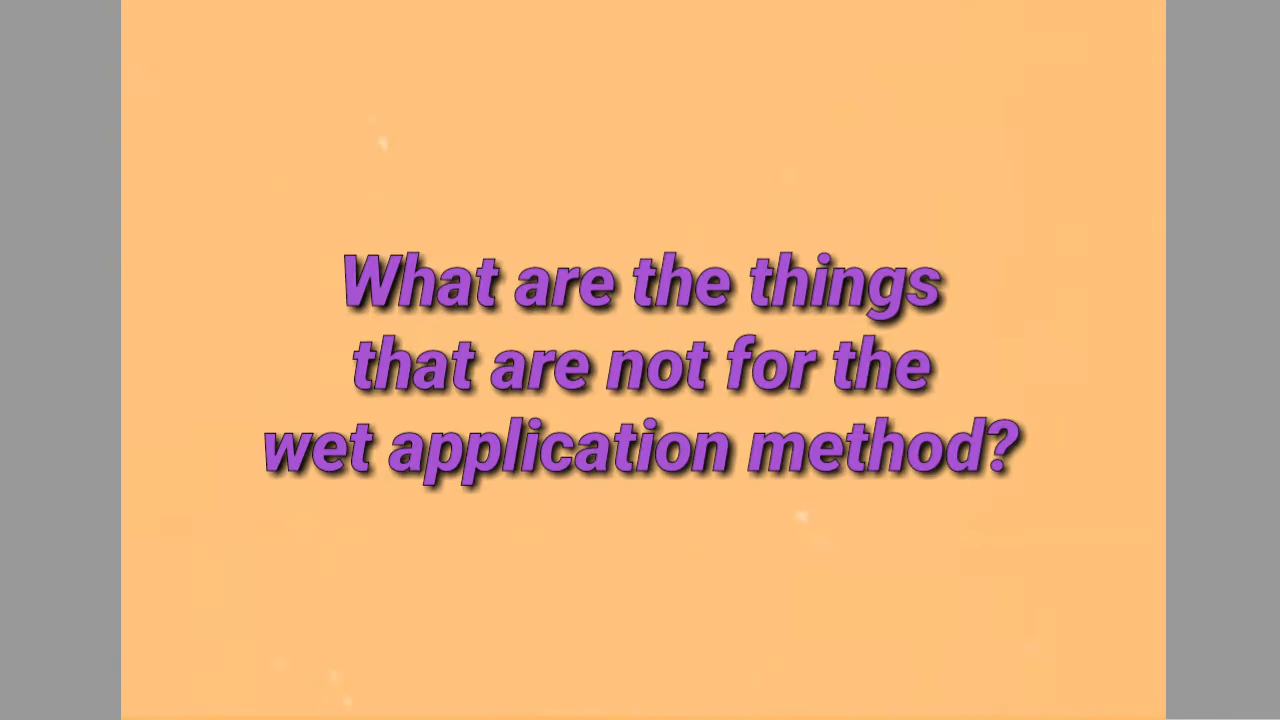 What are the things
that are not for the
wet application method?